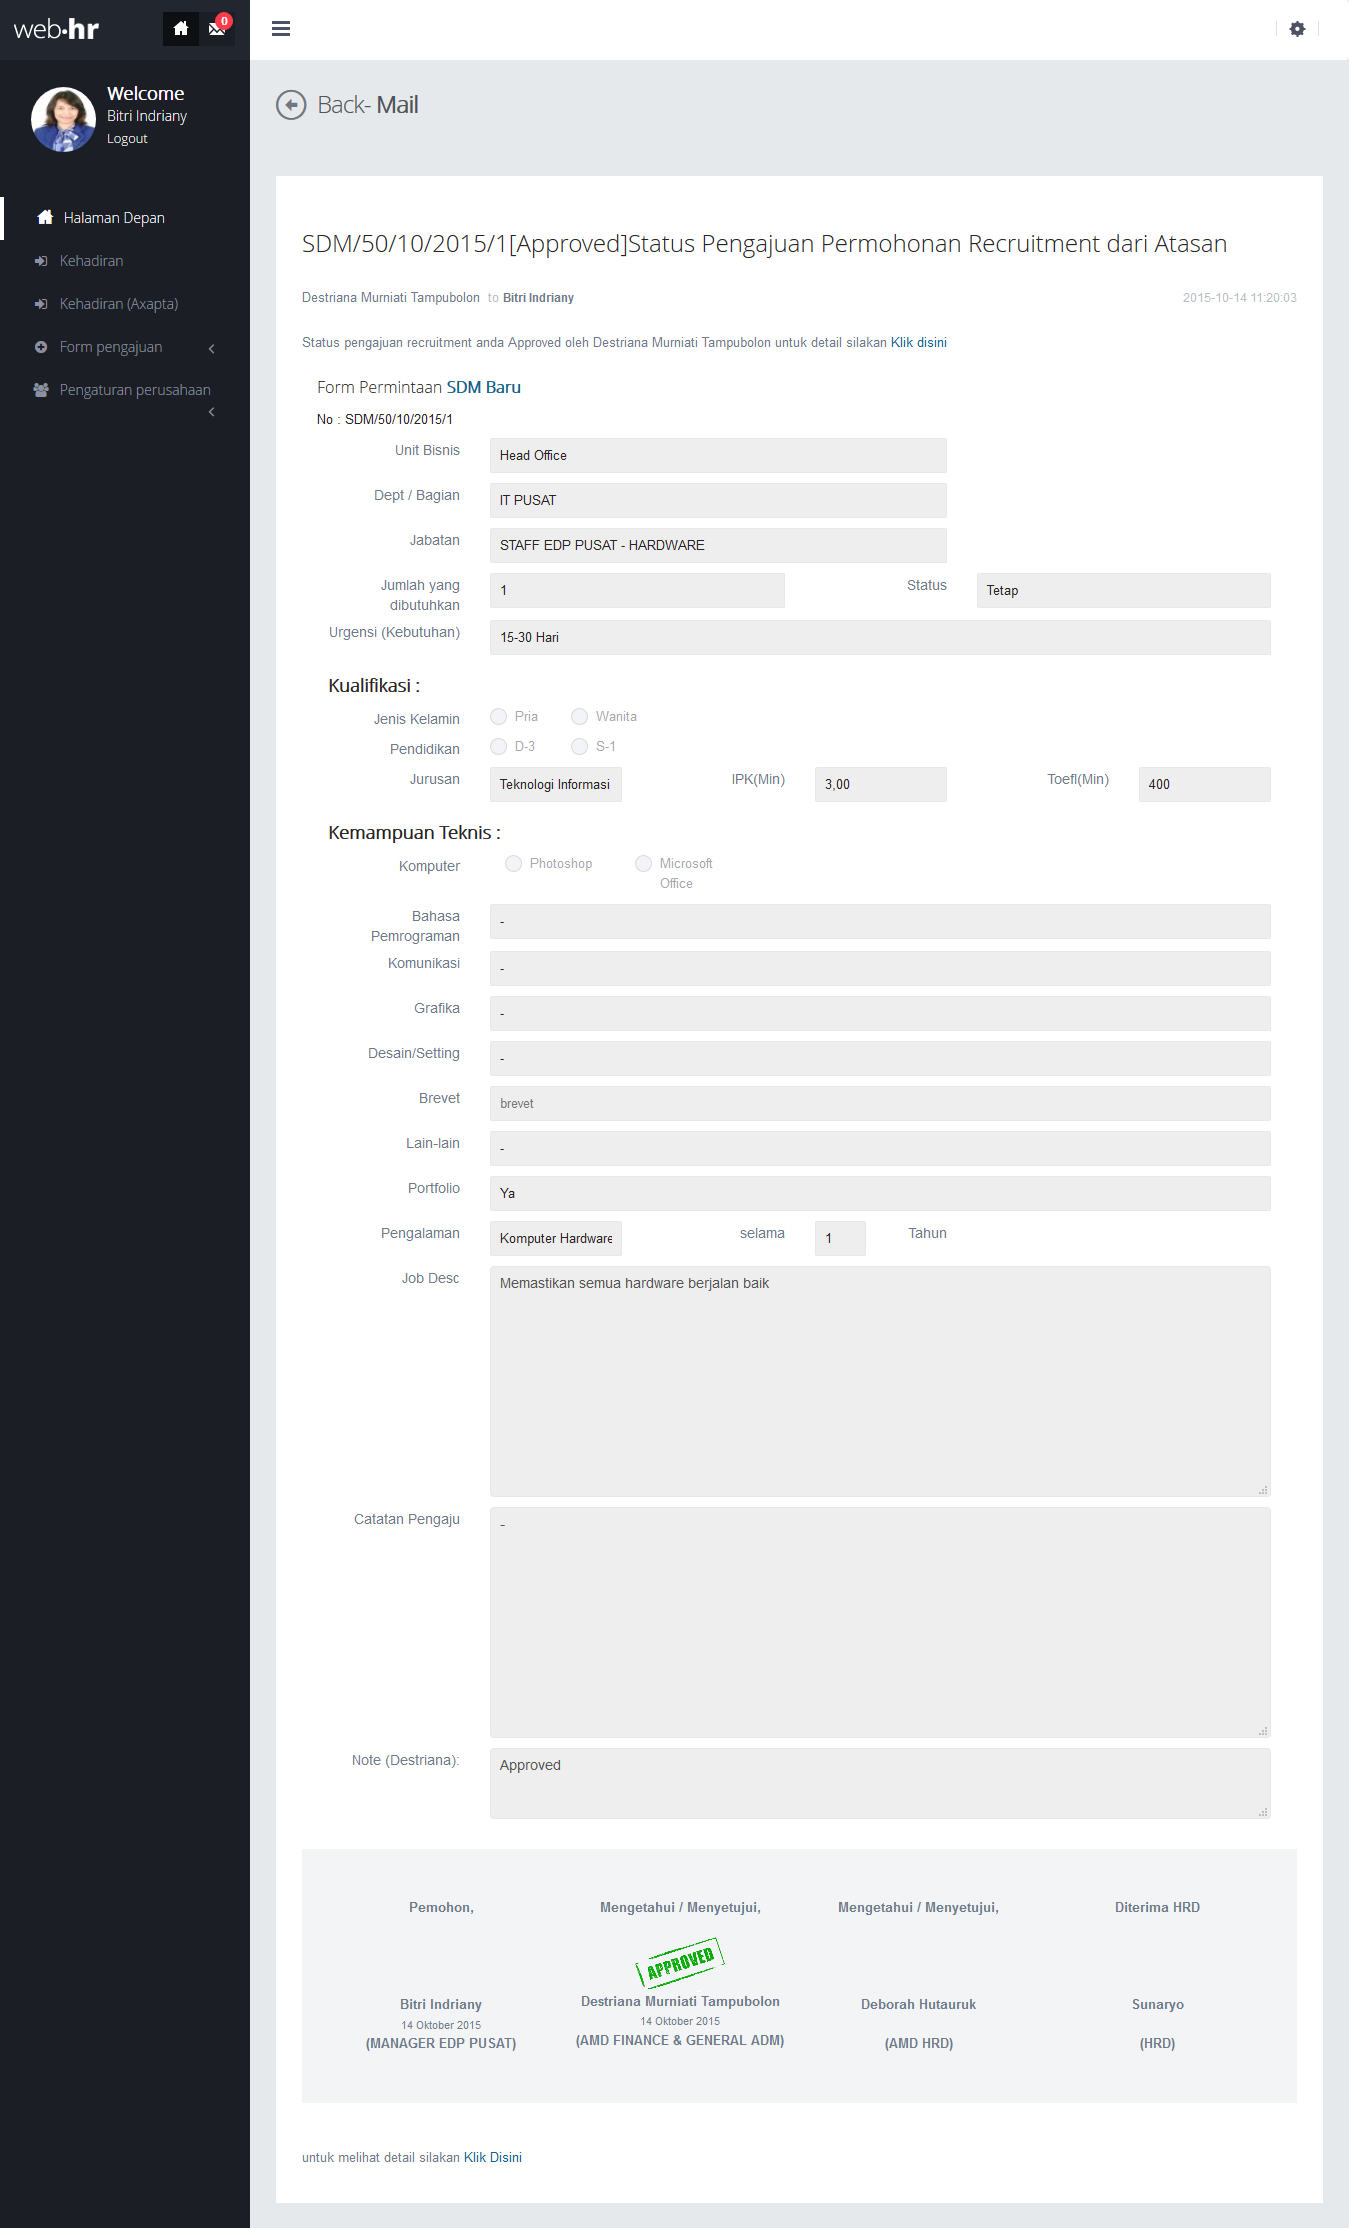 web•hr
0
Welcome
Bitri Indriany
Logout
Halaman Depan
Kehadiran
Kehadiran (Axapta)
Form pengajuan
Pengaturan perusahaan
Back- Mail
SDM/50/10/2015/1[Approved]Status Pengajuan Permohonan Recruitment dari Atasan
Destriana Murniati Tampubolon to Bitri Indriany 2015-10-14 11:20:03
Status pengajuan recruitment anda Approved oleh Destriana Murniati Tampubolon untuk detail silakan Klik disini
Form Permintaan SDM Baru
No : SDM/50/10/2015/1
Unit Bisnis Head Office
Dept / Bagian IT PUSAT
Jabatan STAFF EDP PUSAT - HARDWARE
Jumlah yang
dibutuhkan 1 Status Tetap
Urgensi (Kebutuhan) 15-30 Hari
Kualifikasi :
Jenis Kelamin Pria Wanita
Pendidikan D-3 S-1
Jurusan Teknologi Informasi IPK(Min) 3,00 Toefl(Min) 400
Kemampuan Teknis :
Komputer Photoshop Microsoft
Office
Bahasa
Pemrograman -
Komunikasi -
Grafika -
Desain/Setting -
Brevet brevet
Lain-lain -
Portfolio Ya
Pengalaman Komputer Hardware selama 1 Tahun
Job Desc Memastikan semua hardware berjalan baik
Catatan Pengaju -
Note (Destriana): Approved
Pemohon, Mengetahui / Menyetujui, Mengetahui / Menyetujui, Diterima HRD
APPROVED
Bitri Indriany Destriana Murniati Tampubolon Deborah Hutauruk Sunaryo
14 Oktober 2015 14 Oktober 2015
(MANAGER EDP PUSAT) (AMD FINANCE & GENERAL ADM) (AMD HRD) (HRD)
untuk melihat detail silakan Klik Disini